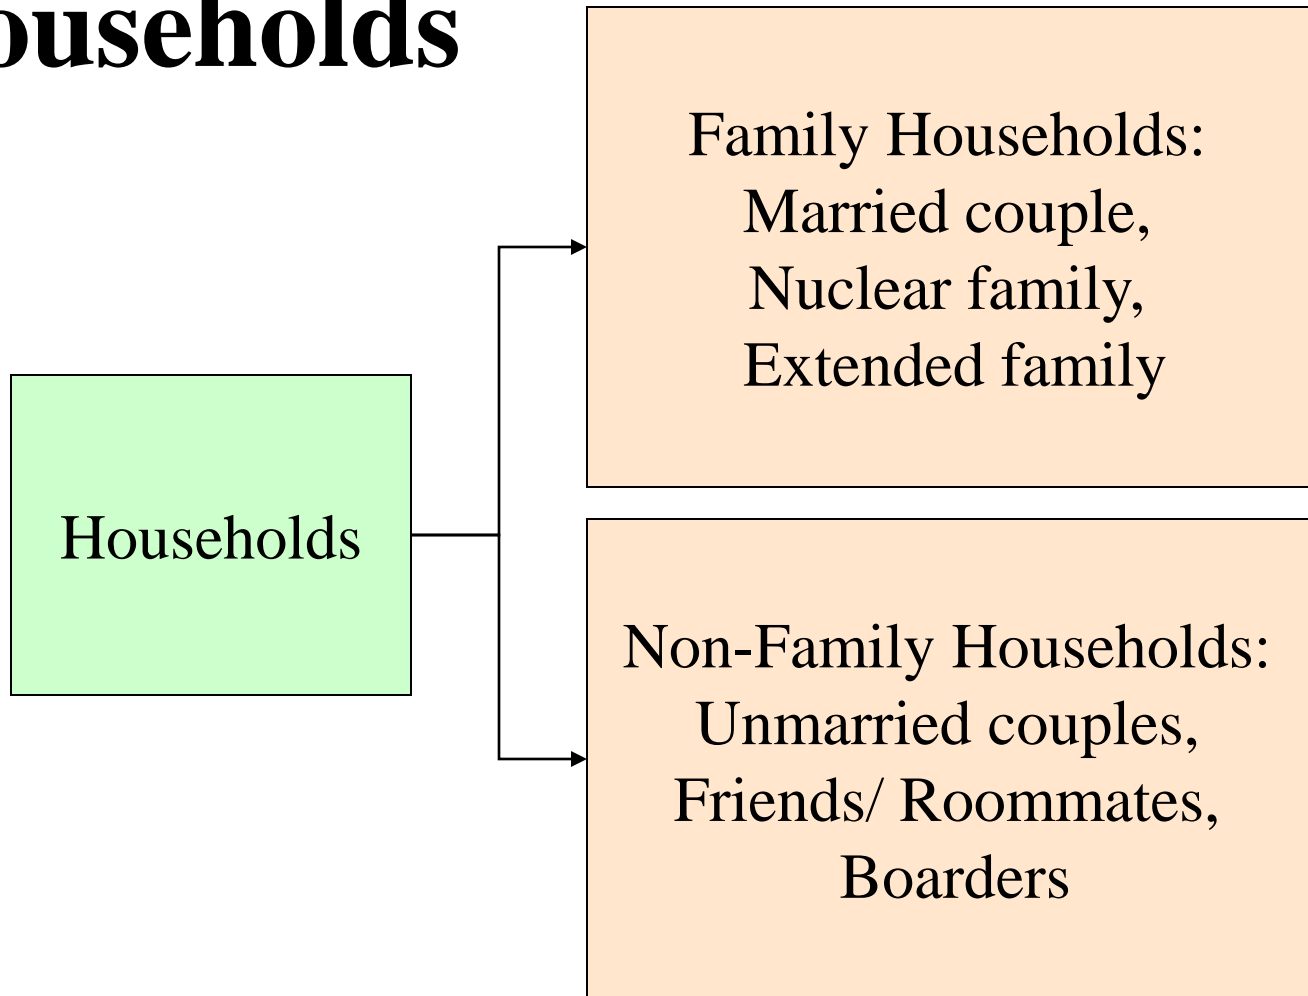 ouseholds
Family Households:
Married couple,
Nuclear family,
Extended family
Households
Non-Family Households:
Unmarried couples,
Friends/ Roommates,
Boarders